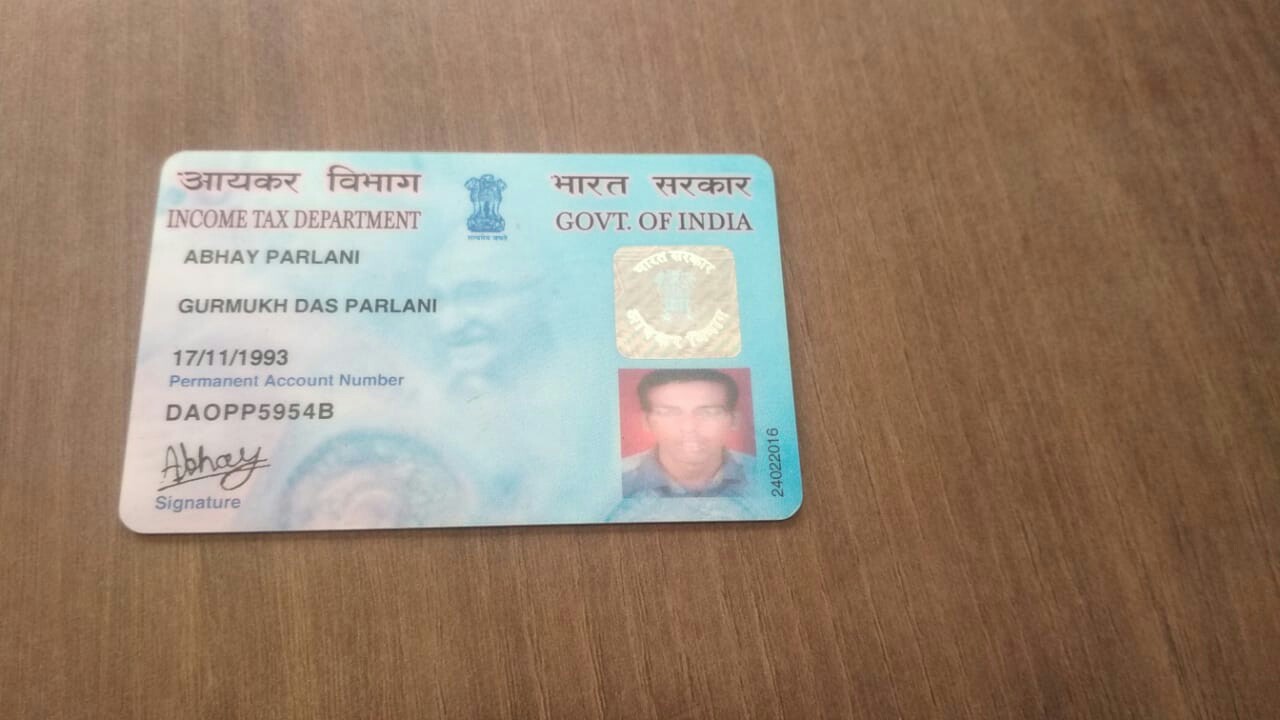 आयकर विभाग
INCOME TAX DEPARTMENT
सत्यमेव जयते
भारत सरकार
GOVT. OF INDIA
ABHAY PARLANI
GURMUKH DAS PARLANI
17/11/1993
Permanent Account Number
DAOPP5954B
Abhay
Signature
भारत सरकार
आयकर विभाग
24022016